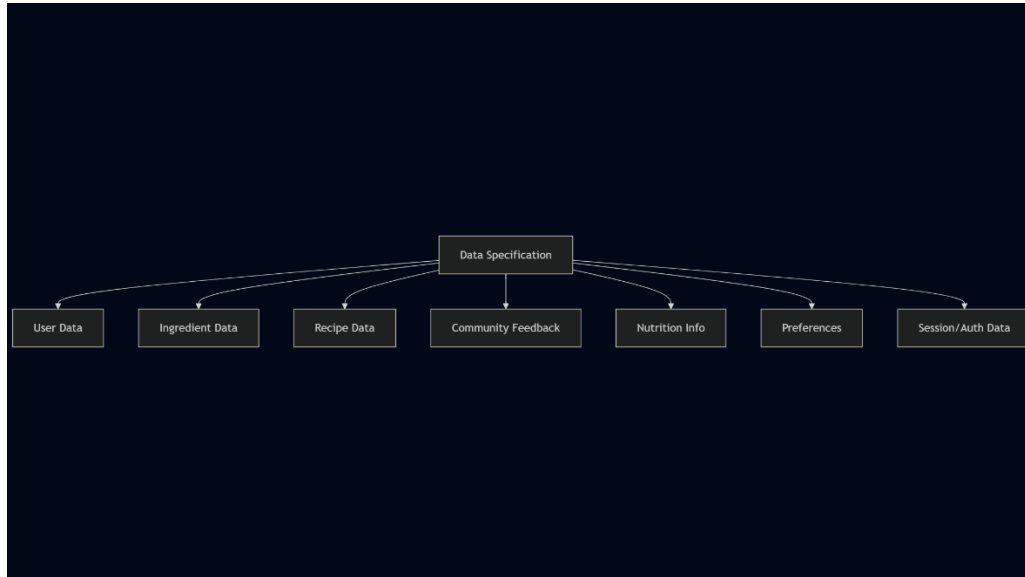 Data Specification
User Data
Ingredient Data
Recipe Data
Community Feedback
Nutrition Info
Preferences
Session/Auth Data